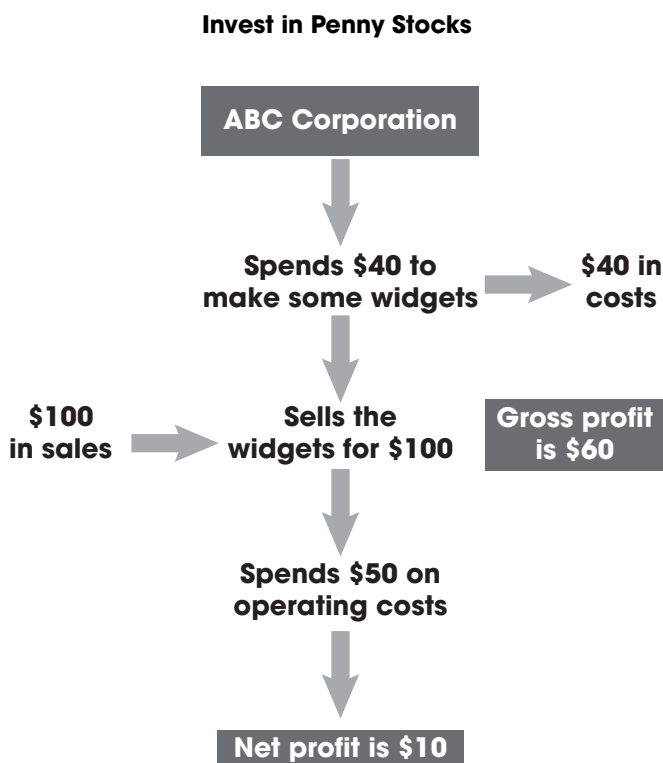 Invest in Penny Stocks
ABC Corporation
Spends $40 to
make some widgets
$40 in
costs
$100
in sales
Sells the
widgets for $100
Gross profit
is $60
Spends $50 on
operating costs
Net profit is $10